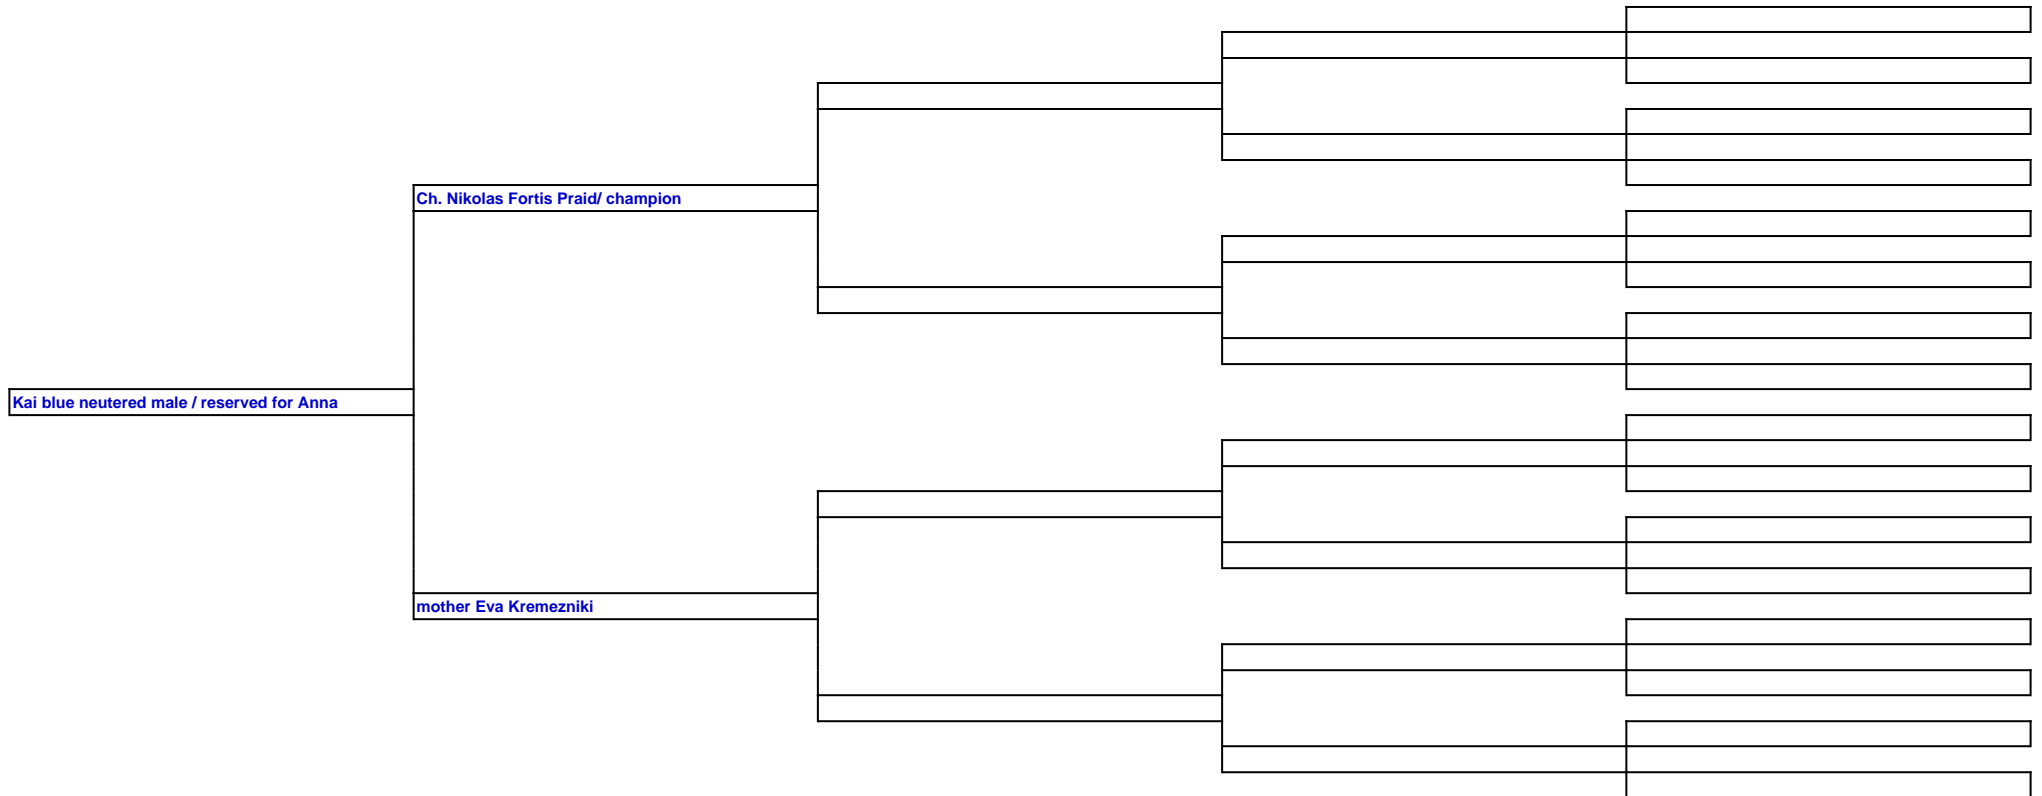 Ch. Nikolas Fortis Praid/ champion
Kai blue neutered male / reserved for Anna
mother Eva Kremezniki